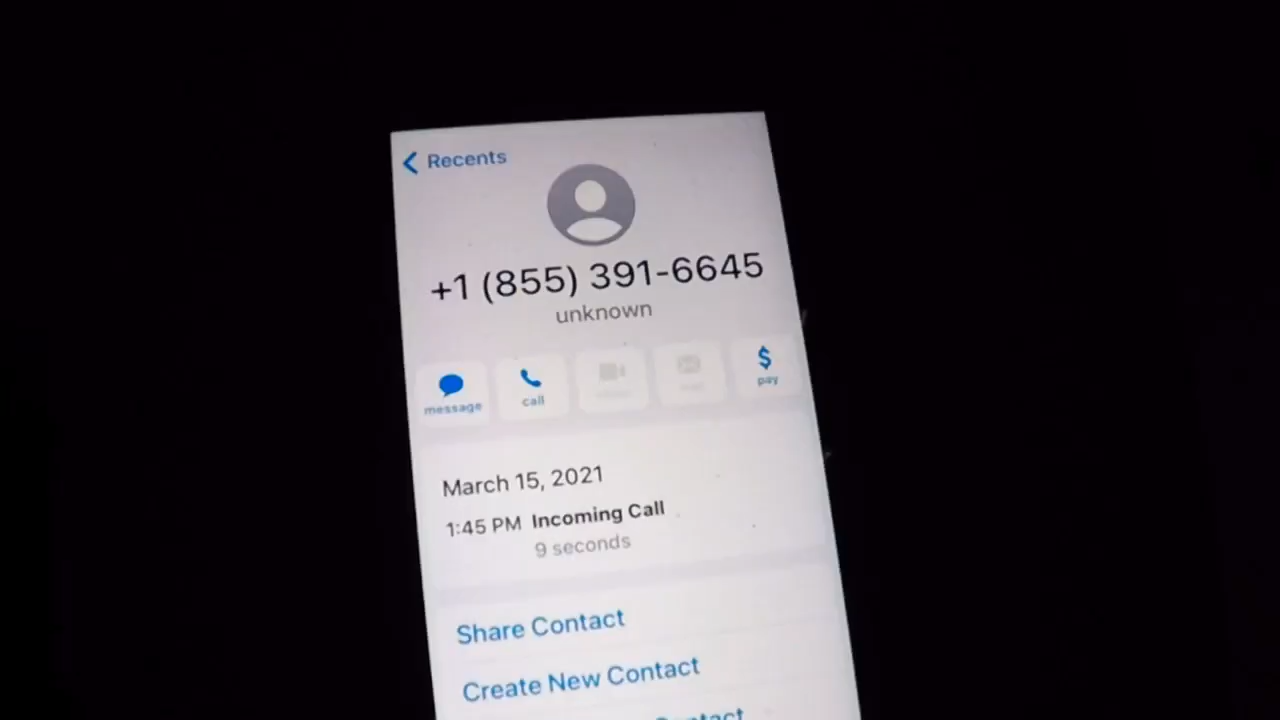 Recents
+1 (855) 391-6645
unknown
message
call
pay
March 15, 2021
1:45 PM Incoming Call
9 seconds
Share Contact
Create New Contact
Contact